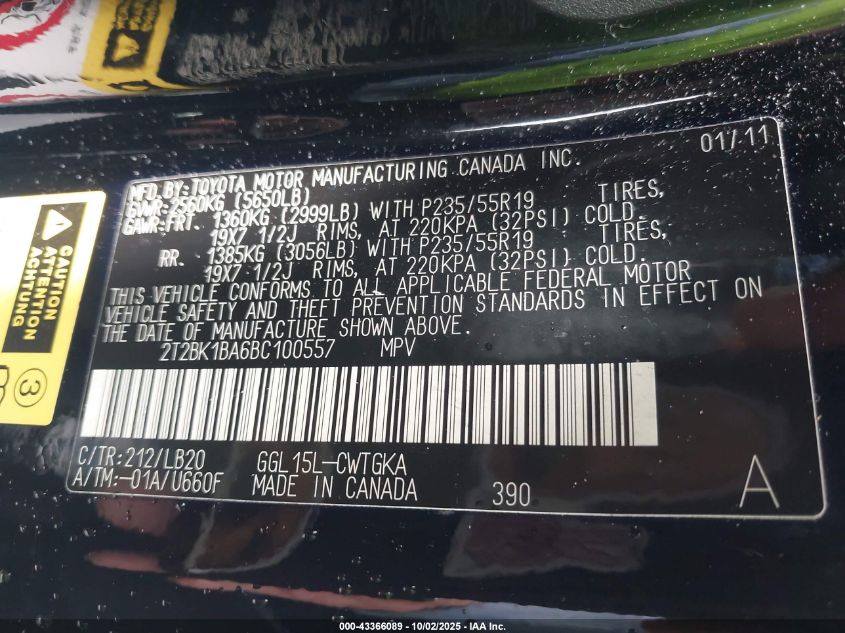 01/11
MFD. BY: TOYOTA MOTOR MANUFACTURING CANADA INC.
GVWR: 2560KG (5650LB)
GAWR: FRT. 1360KG (2999LB) WITH P235/55R19 TIRES,
19X7 1/2J RIMS, AT 220KPA (32PSI) COLD.
RR. 1385KG (3056LB) WITH P235/55R19 TIRES,
19X7 1/2J RIMS, AT 220KPA (32PSI) COLD.
THIS VEHICLE CONFORMS TO ALL APPLICABLE FEDERAL MOTOR
VEHICLE SAFETY AND THEFT PREVENTION STANDARDS IN EFFECT ON
THE DATE OF MANUFACTURE SHOWN ABOVE.
2T2BK1BA6BC100557 MPV
C/TR: 212/LB20 GGL15L-CWTGKA
A/TM: -01A/U660F MADE IN CANADA 390 A
CAUTION
ATTENTION
ACHTUNG
3
000-43366089 - 10/02/2025 - IAA Inc.